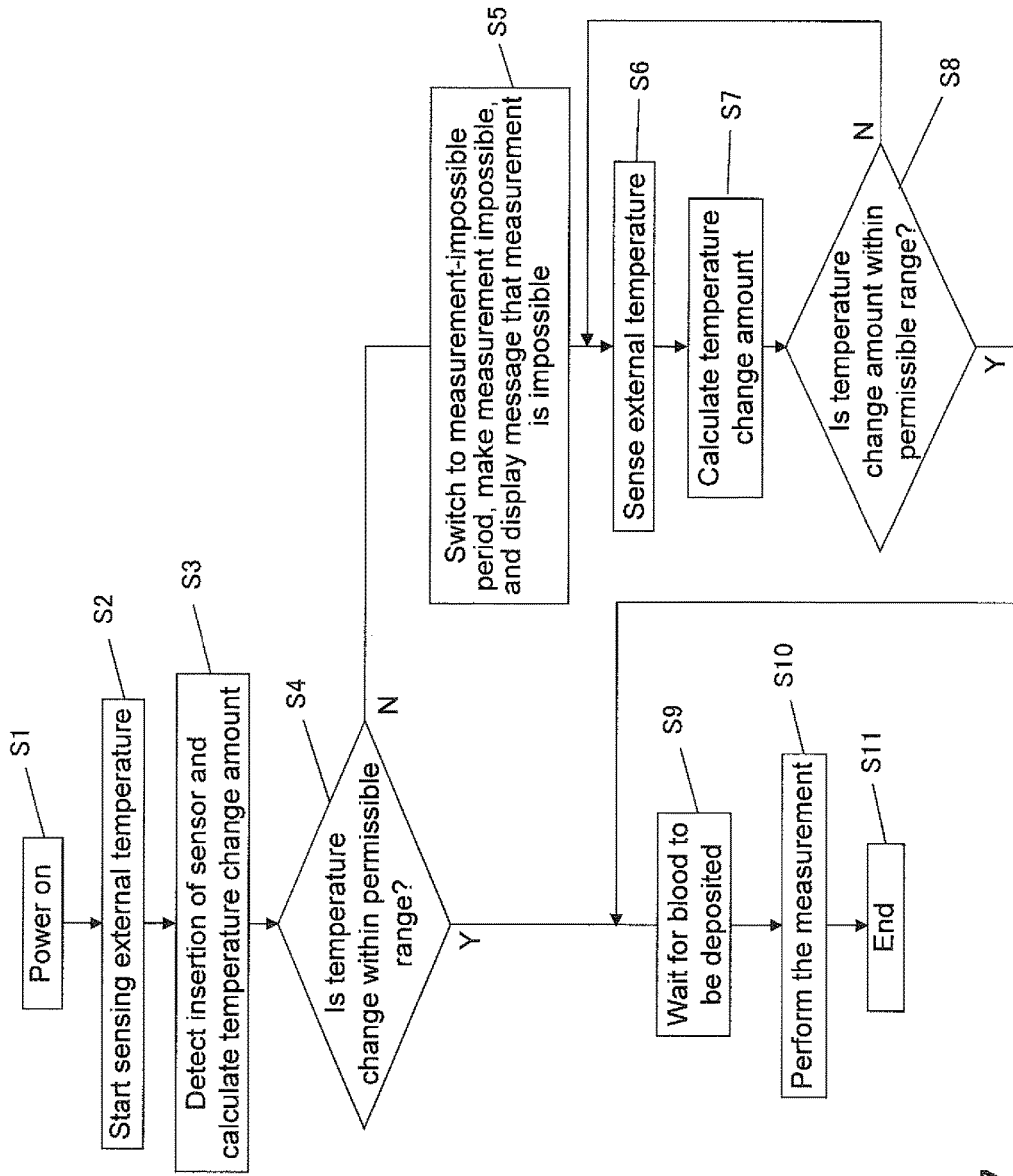 S1
Power on
S2
Start sensing external temperature
S3
Detect insertion of sensor and
calculate temperature change amount
S4
Is temperature
change within permissible
range?
N
Y
S5
Switch to measurement-impossible
period, make measurement impossible,
and display message that measurement
is impossible
S6
Sense external temperature
S7
Calculate temperature
change amount
S8
Is temperature
change amount within
permissible range?
N
Y
S9
Wait for blood to
be deposited
S10
Perform the measurement
S11
End